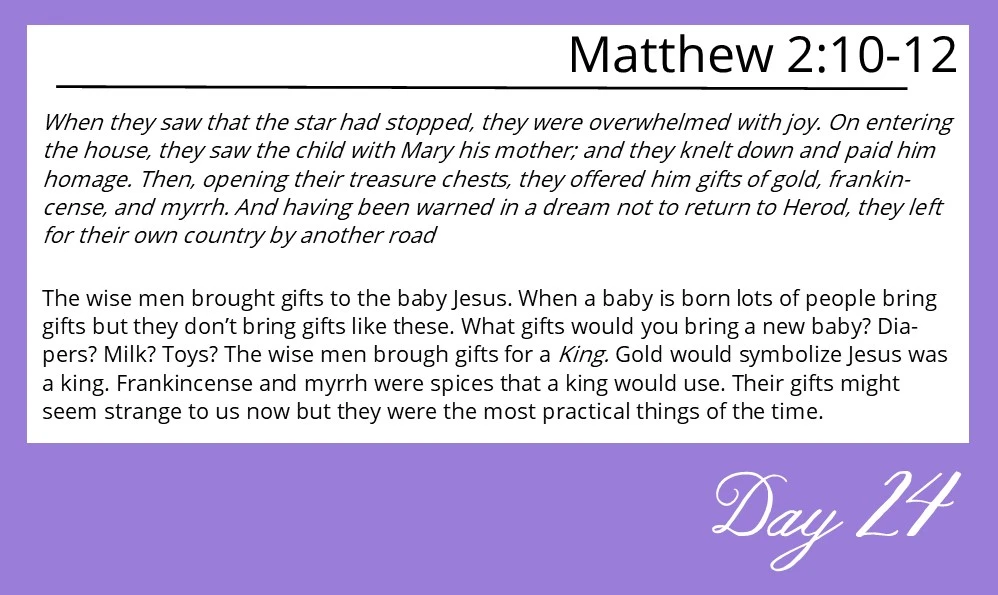 Matthew 2:10-12
When they saw that the star had stopped, they were overwhelmed with joy. On entering
the house, they saw the child with Mary his mother; and they knelt down and paid him
homage. Then, opening their treasure chests, they offered him gifts of gold, frankin-
cense, and myrrh. And having been warned in a dream not to return to Herod, they left
for their own country by another road
The wise men brought gifts to the baby Jesus. When a baby is born lots of people bring
gifts but they don’t bring gifts like these. What gifts would you bring a new baby? Dia-
pers? Milk? Toys? The wise men brough gifts for a King. Gold would symbolize Jesus was
a king. Frankincense and myrrh were spices that a king would use. Their gifts might
seem strange to us now but they were the most practical things of the time.
Day 24